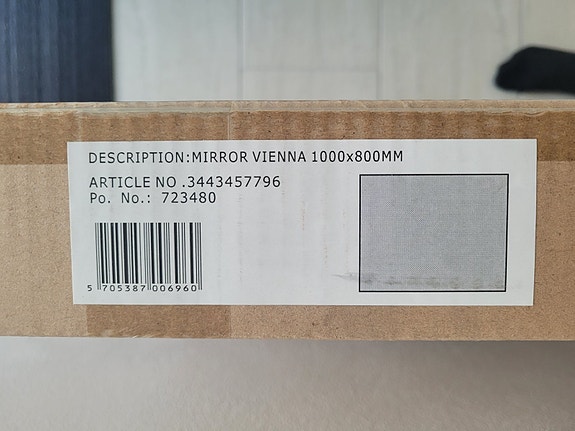 DESCRIPTION:MIRROR VIENNA 1000x800MM
ARTICLE NO .3443457796
Po. No.: 723480
5 705387 006960